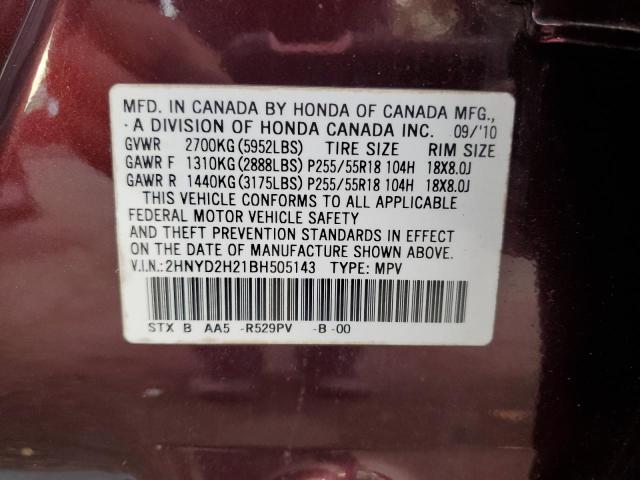 MFD. IN CANADA BY HONDA OF CANADA MFG.,
A DIVISION OF HONDA CANADA INC. 09/'10
GVWR 2700KG(5952LBS) TIRE SIZE RIM SIZE
GAWR F 1310KG(2888LBS) P255/55R18 104H 18X8.0J
GAWR R 1440KG(3175LBS) P255/55R18 104H 18X8.0J
THIS VEHICLE CONFORMS TO ALL APPLICABLE
FEDERAL MOTOR VEHICLE SAFETY
AND THEFT PREVENTION STANDARDS IN EFFECT
ON THE DATE OF MANUFACTURE SHOWN ABOVE.
V.I.N.:2HNYD2H21BH505143 TYPE: MPV
STX B AA5 -R529PV -B-00